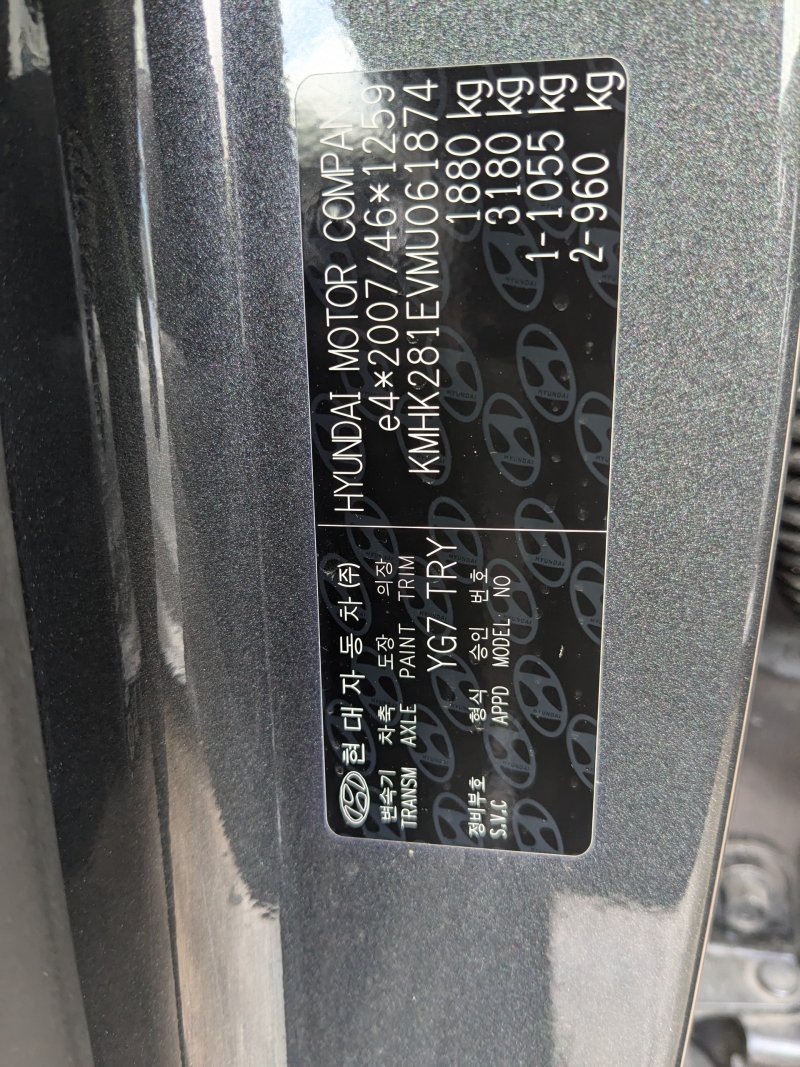 현대자동차(주) HYUNDAI MOTOR COMPAN
변속기 차축 도장 의장 e4*2007/46*1259
TRANSM AXLE PAINT TRIM KMHK281EVMU061874
YG7 TRY 1880 kg
정비부호 형식 승인 번호 3180 kg
S.V.C APPD MODEL NO 1-1055 kg
2-960 kg